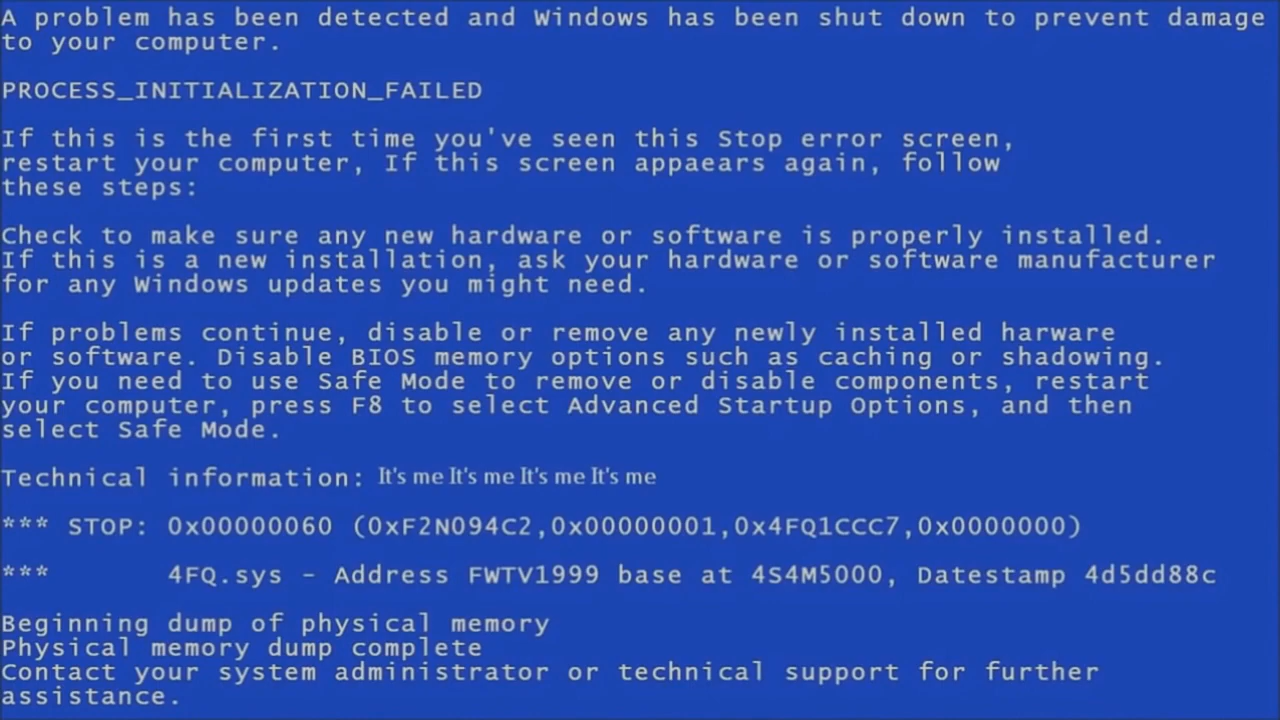 A problem has been detected and Windows has been shut down to prevent damage
to your computer.
PROCESS_INITIALIZATION_FAILED
If this is the first time you've seen this Stop error screen,
restart your computer, If this screen appaears again, follow
these steps:
Check to make sure any new hardware or software is properly installed.
If this is a new installation, ask your hardware or software manufacturer
for any Windows updates you might need.
If problems continue, disable or remove any newly installed harware
or software. Disable BIOS memory options such as caching or shadowing.
If you need to use Safe Mode to remove or disable components, restart
your computer, press F8 to select Advanced Startup Options, and then
select Safe Mode.
Technical information: It's me It's me It's me It's me
*** STOP: 0x00000060 (0xF2N094C2,0x00000001,0x4FQ1CCC7,0x0000000)
*** 4FQ.sys – Address FWTV1999 base at 4S4M5000, Datestamp 4d5dd88c
Beginning dump of physical memory
Physical memory dump complete
Contact your system administrator or technical support for further
assistance.